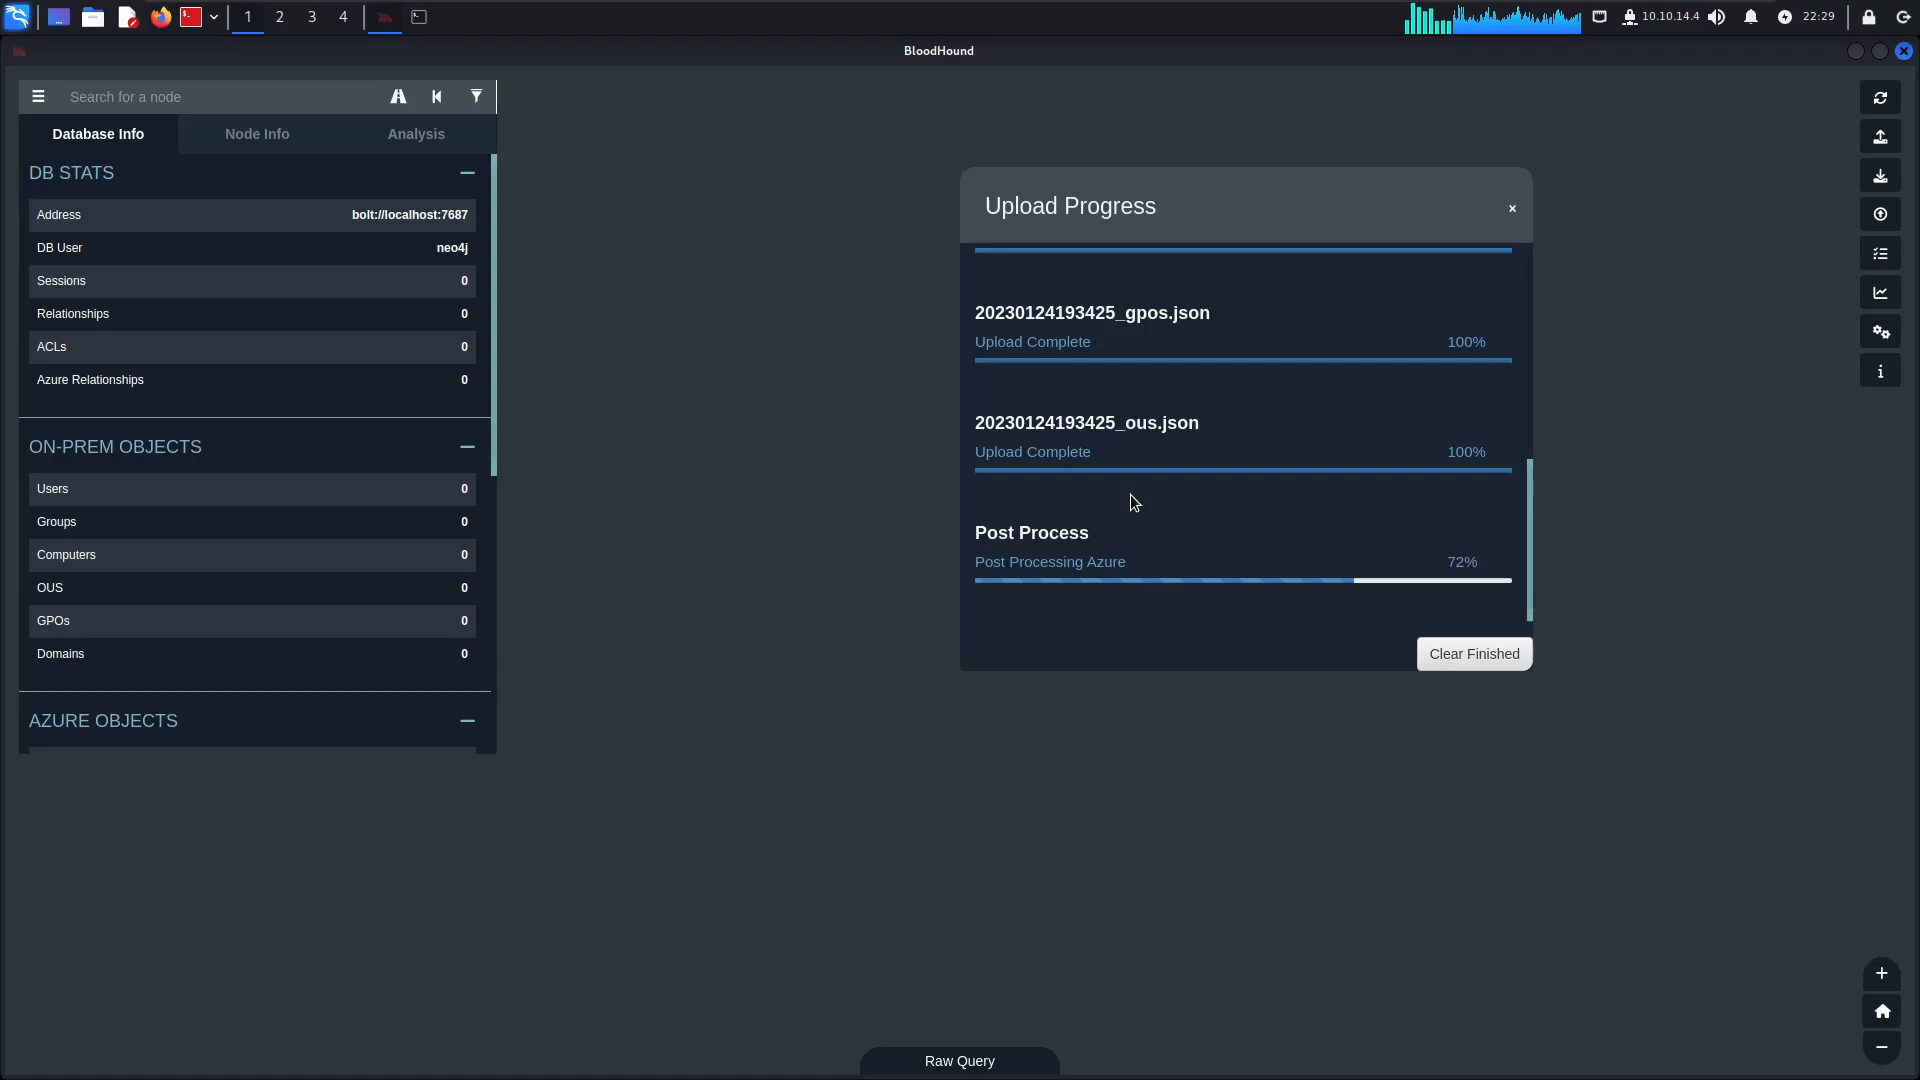 1 2 3 4
10.10.14.4
22:29
BloodHound
Search for a node
Database Info Node Info Analysis
DB STATS
Address bolt://localhost:7687
DB User neo4j
Sessions 0
Relationships 0
ACLs 0
Azure Relationships 0
ON-PREM OBJECTS
Users 0
Groups 0
Computers 0
OUS 0
GPOs 0
Domains 0
AZURE OBJECTS
Upload Progress
×
20230124193425_gpos.json
Upload Complete 100%
20230124193425_ous.json
Upload Complete 100%
Post Process
Post Processing Azure 72%
Clear Finished
Raw Query